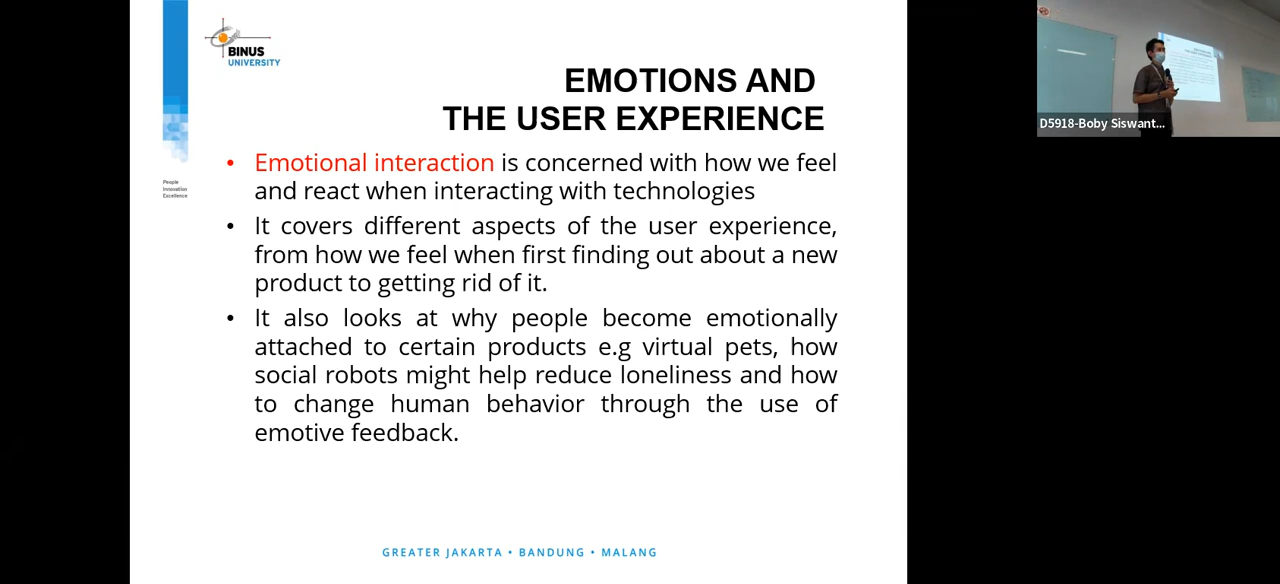 BINUS
UNIVERSITY
EMOTIONS AND
THE USER EXPERIENCE
People
Innovation
Excellence
• Emotional interaction is concerned with how we feel
and react when interacting with technologies
• It covers different aspects of the user experience,
from how we feel when first finding out about a new
product to getting rid of it.
• It also looks at why people become emotionally
attached to certain products e.g virtual pets, how
social robots might help reduce loneliness and how
to change human behavior through the use of
emotive feedback.
GREATER JAKARTA • BANDUNG • MALANG
D5918-Boby Siswant...